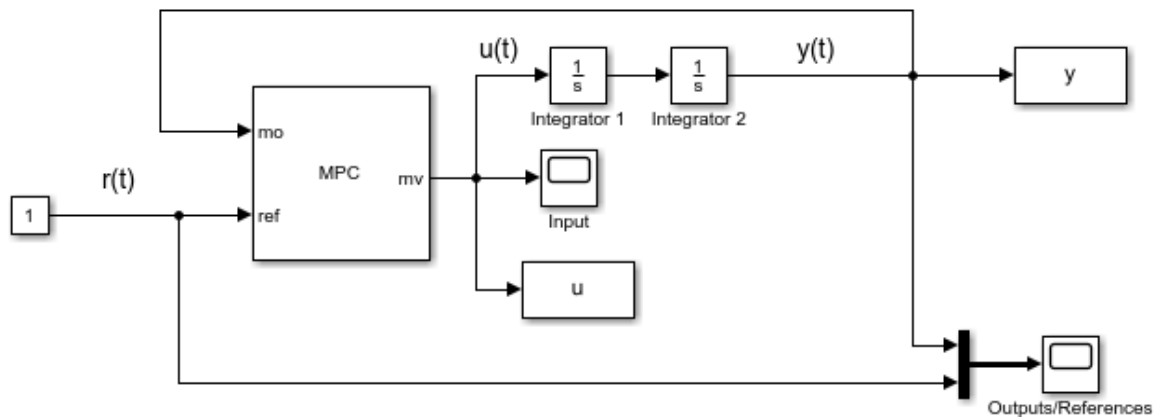 u(t)
y(t)
1
s
1
s
y
Integrator 1
Integrator 2
mo
MPC
mv
r(t)
ref
1
Input
u
Outputs/References